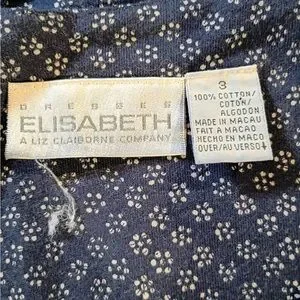 DRESSES
ELISABETH
A LIZ CLAIBORNE COMPANY
3
100% COTTON/
COTON/
ALGODON
MADE IN MACAU
FAIT A MACAO
HECHO EN MACO
OVER/AU VERSO